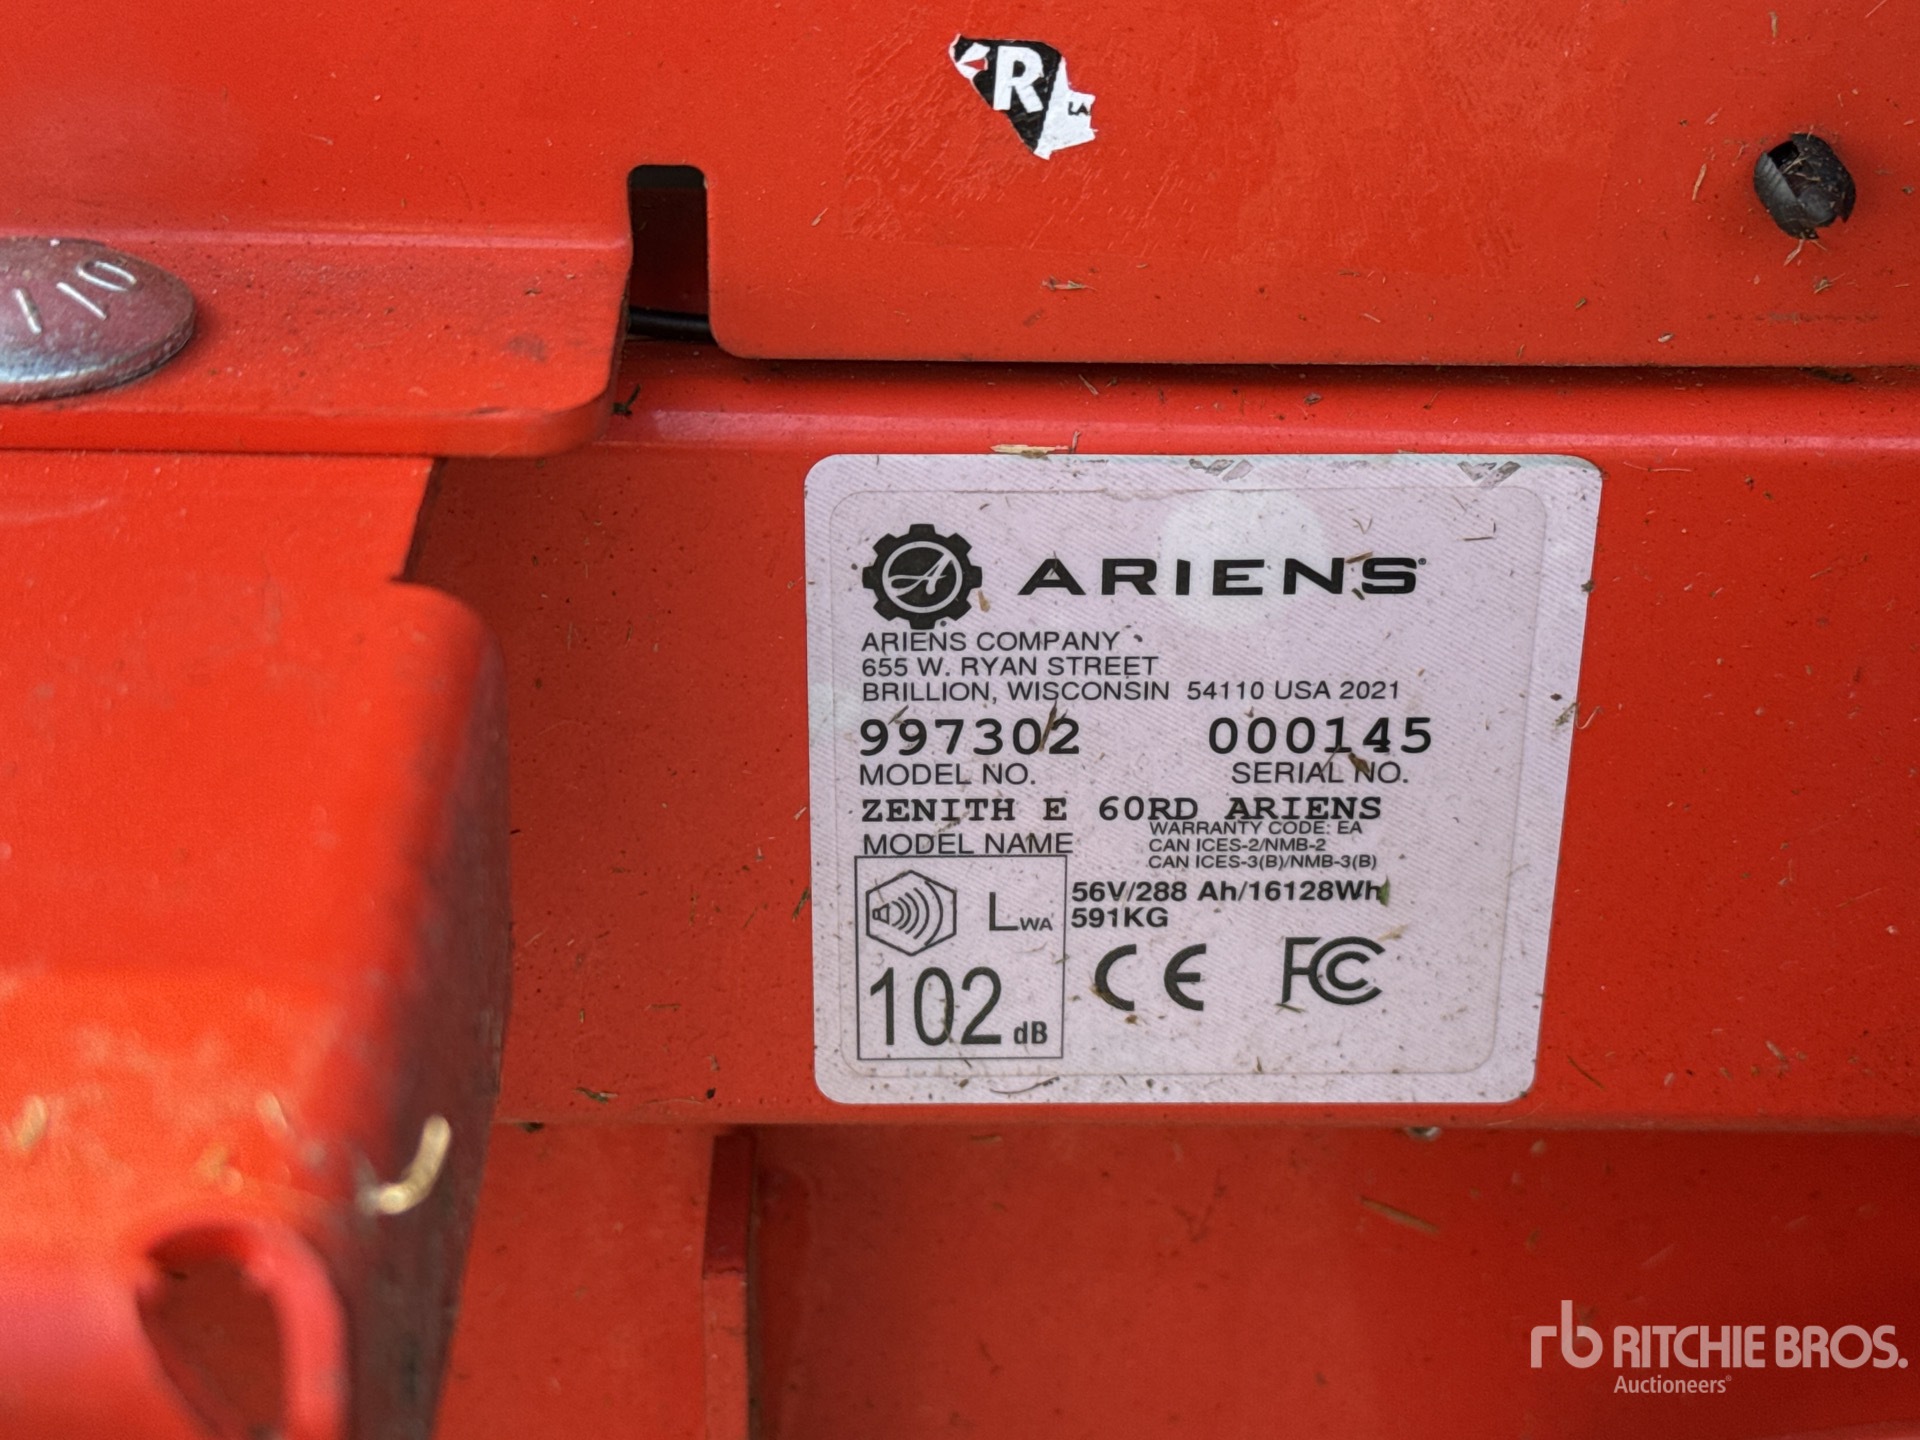 R
LA
ARIENS
ARIENS COMPANY
655 W. RYAN STREET
BRILLION, WISCONSIN 54110 USA 2021
997302 000145
MODEL NO. SERIAL NO.
ZENITH E 60RD ARIENS
MODEL NAME
WARRANTY CODE: EA
CAN ICES-2/NMB-2
CAN ICES-3(B)/NMB-3(B)
56V/288 Ah/16128Wh
591KG
LWA
102 dB
CE FC
rb RITCHIE BROS.
Auctioneers